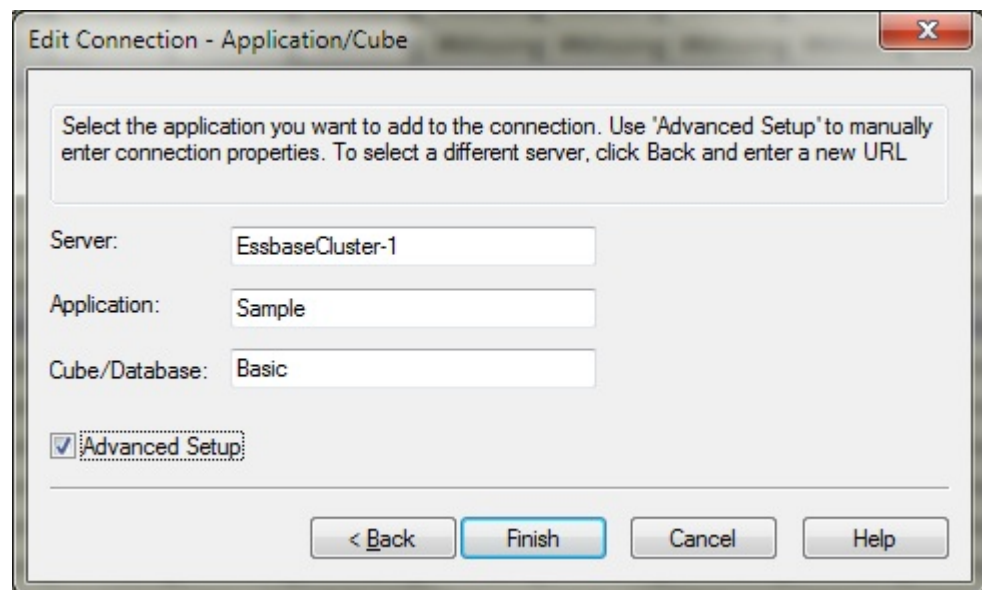 Edit Connection - Application/Cube
Select the application you want to add to the connection. Use 'Advanced Setup' to manually
enter connection properties. To select a different server, click Back and enter a new URL
Server: EssbaseCluster-1
Application: Sample
Cube/Database: Basic
Advanced Setup
< Back Finish Cancel Help